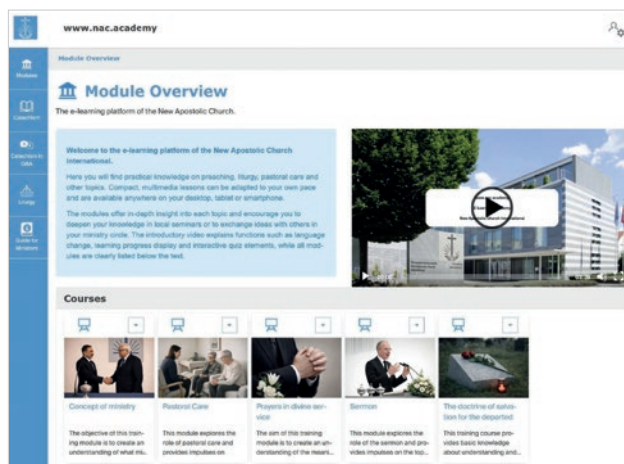 www.nac.academy
Module Overview
Modules
Catechism
Catechism in Q&A
Liturgy
Guide for Ministers
Module Overview
The e-learning platform of the New Apostolic Church.
Welcome to the e-learning platform of the New Apostolic Church
International.
Here you will find practical knowledge on preaching, liturgy, pastoral care and
other topics. Compact, multimedia lessons can be adapted to your own pace
and are available anywhere on your desktop, tablet or smartphone.
The modules offer in-depth insight into each topic and encourage you to
deepen your knowledge in local seminars or to exchange ideas with others in
your ministry circle. The introductory video explains functions such as language
change, learning progress display and interactive quiz elements, while all mod-
ules are clearly listed below the text.
New Apostolic Church International
Courses
Concept of ministry
The objective of this train-
ing module is to create an
understanding of what mi...
Pastoral Care
This module explores the
role of pastoral care and
provides impulses on
Prayers in divine ser-
vice
The aim of this training
module is to create an un-
derstanding of the meani...
Sermon
This module explores the
role of the sermon and pro-
vides impulses on the top...
The doctrine of salva-
tion for the departed
This training course pro-
vides basic knowledge
about understanding and...